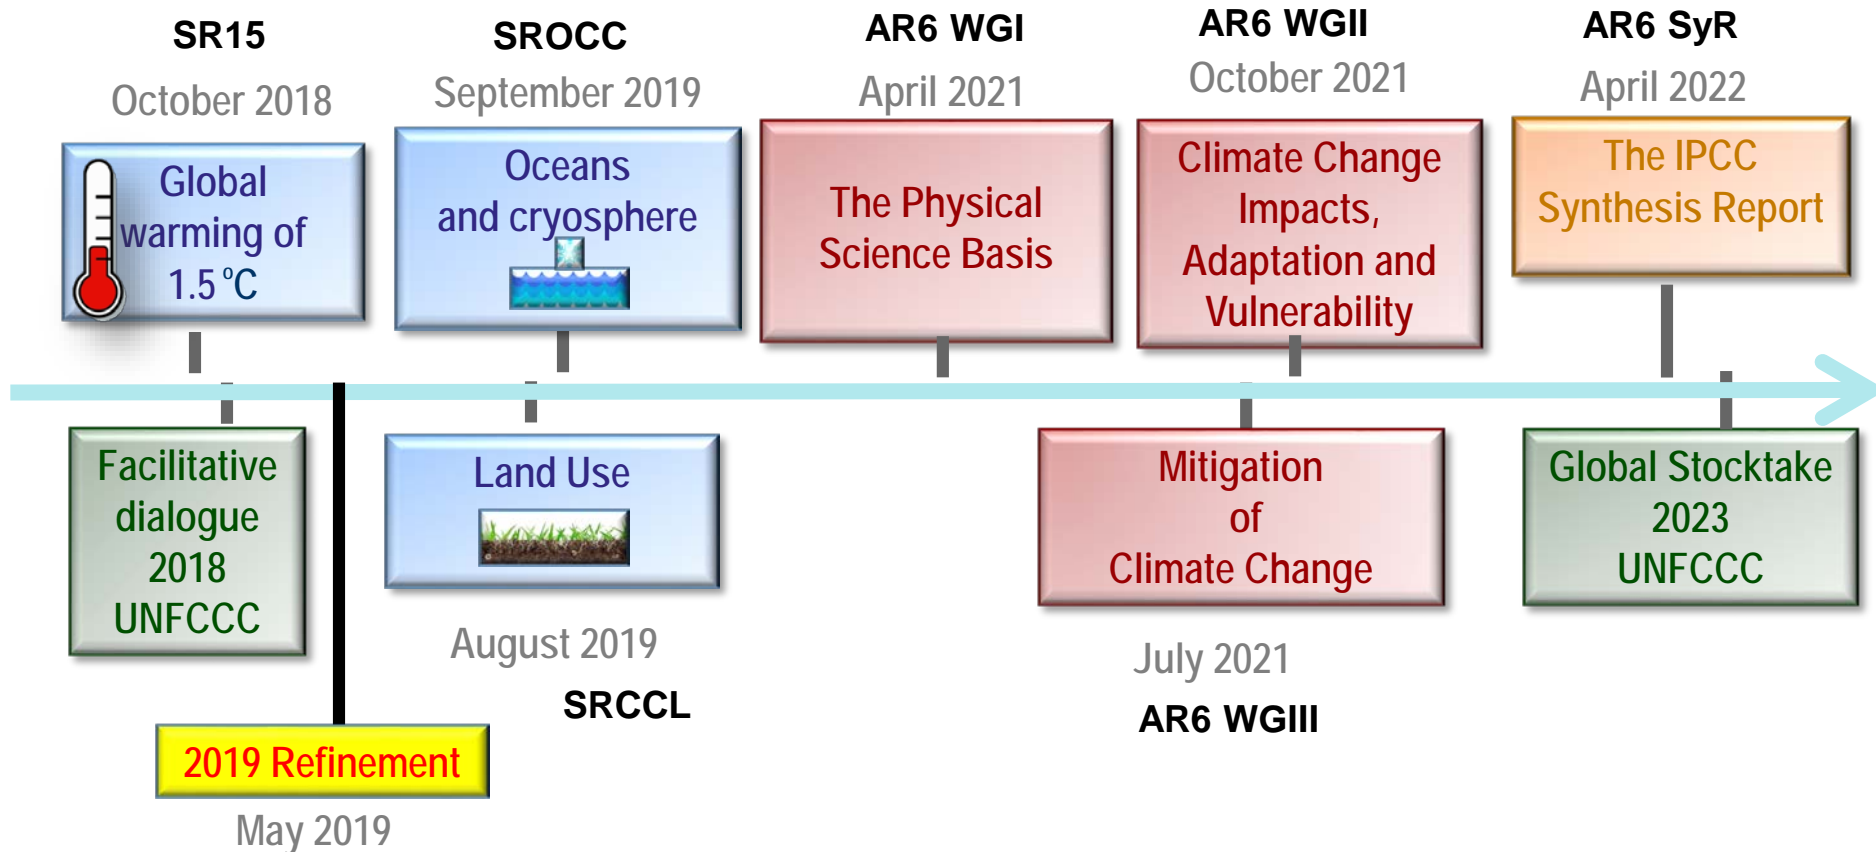 SR15
October 2018
Global
warming of
1.5 °C
SROCC
September 2019
Oceans
and cryosphere
AR6 WGI
April 2021
The Physical
Science Basis
AR6 WGII
October 2021
Climate Change
Impacts,
Adaptation and
Vulnerability
AR6 SyR
April 2022
The IPCC
Synthesis Report
Facilitative
dialogue
2018
UNFCCC
2019 Refinement
May 2019
Land Use
August 2019
SRCCL
Mitigation
of
Climate Change
July 2021
AR6 WGIII
Global Stocktake
2023
UNFCCC